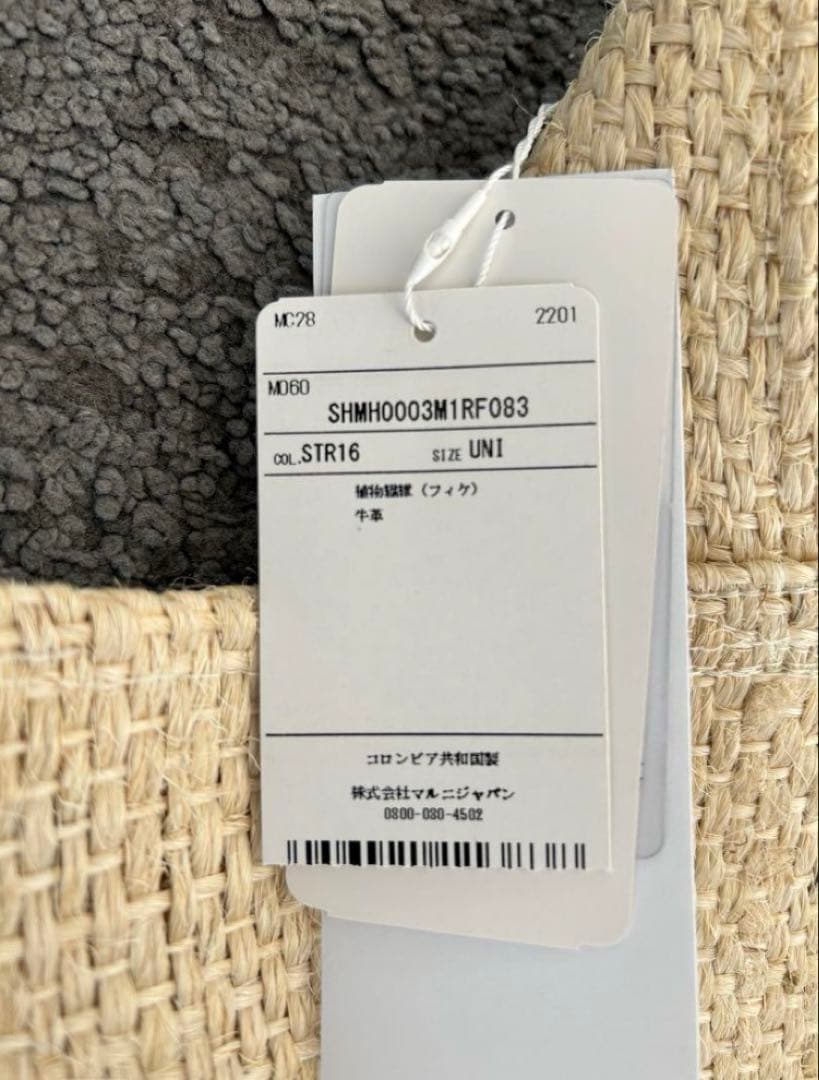 MC28 2201
M060
SHMH0003M1RF083
COL.STR16 SIZE UNI
植物繊維（フィケ）
牛革
コロンビア共和国製
株式会社マルニジャパン
0800-080-4502